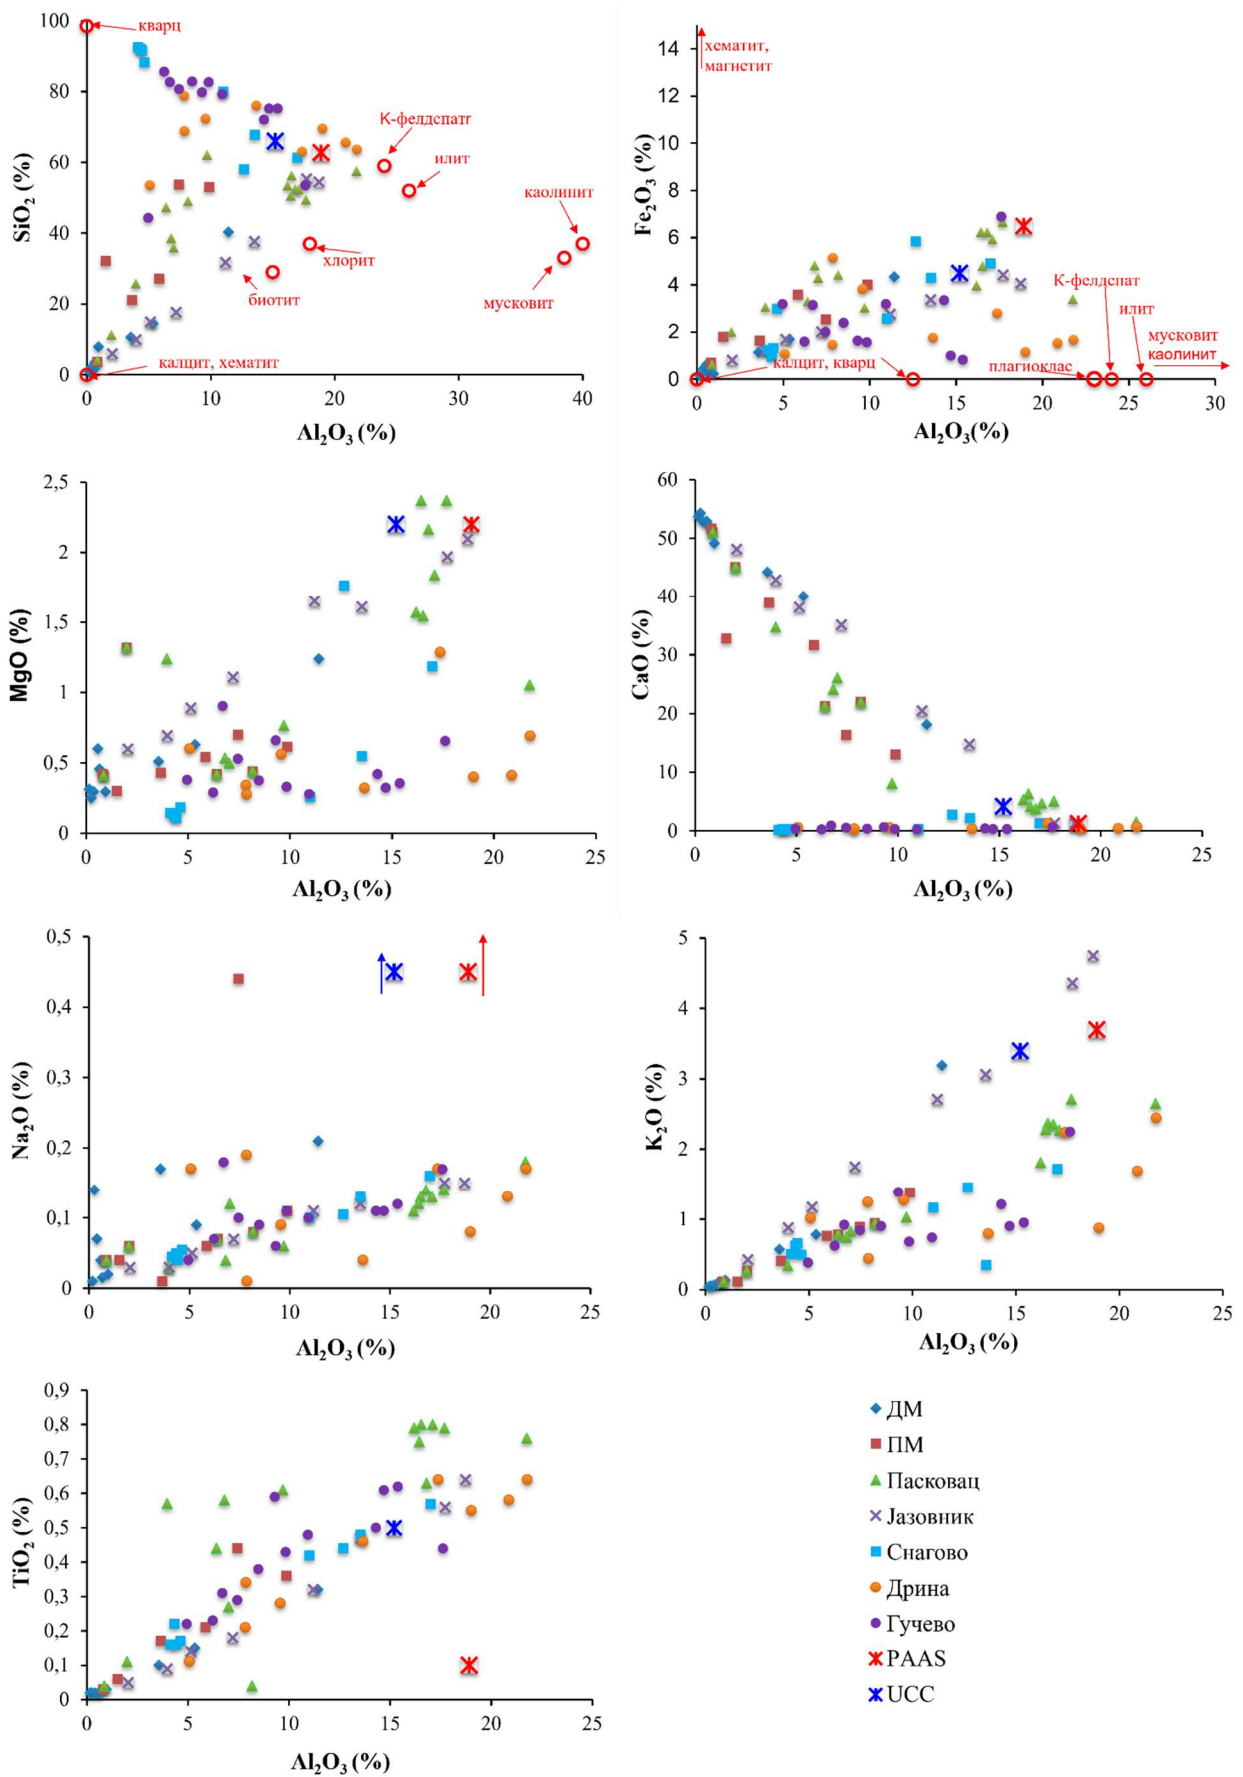 100
80
60
40
20
0
0
10
20
30
40
SiO₂ (%)
Al₂O₃ (%)
кварц
К-фелдспатг
илит
каолинит
хлорит
биотит
мусковит
калцит, хематит
14
12
10
8
6
4
2
0
0
5
10
15
20
25
30
Fe₂O₃ (%)
Al₂O₃(%)
хематит,
магнетит
К-фелдспат
илит
мусковит
каолинит
калцит, кварц
плагиоклас
2,5
2
1,5
1
0,5
0
0
5
10
15
20
25
MgO (%)
Al₂O₃ (%)
60
50
40
30
20
10
0
5
10
15
20
25
CaO (%)
Al₂O₃ (%)
0,5
0,4
0,3
0,2
0,1
0
0
5
10
15
20
25
Na₂O (%)
Al₂O₃ (%)
5
4
3
2
1
0
0
5
10
15
20
25
K₂O (%)
Al₂O₃ (%)
0,9
0,8
0,7
0,6
0,5
0,4
0,3
0,2
0,1
0
0
5
10
15
20
25
TiO₂ (%)
Al₂O₃ (%)
ДМ
ПМ
Пасковац
Јазовник
Снагово
Дрина
Гучево
PAAS
UCC